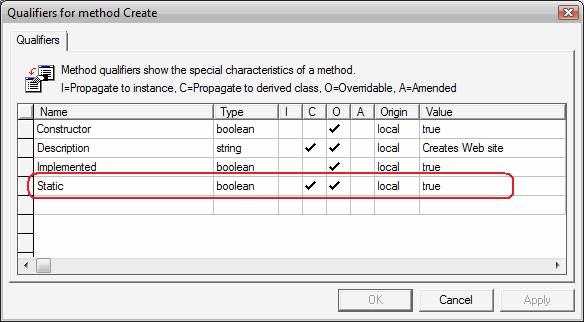 Qualifiers for method Create
Qualifiers
Method qualifiers show the special characteristics of a method.
I=Propagate to instance, C=Propagate to derived class, O=Overridable, A=Amended
Name Type I C O A Origin Value
Constructor boolean ✓ local true
Description string ✓ ✓ local Creates Web site
Implemented boolean ✓ local true
Static boolean ✓ ✓ local true
OK Cancel Apply